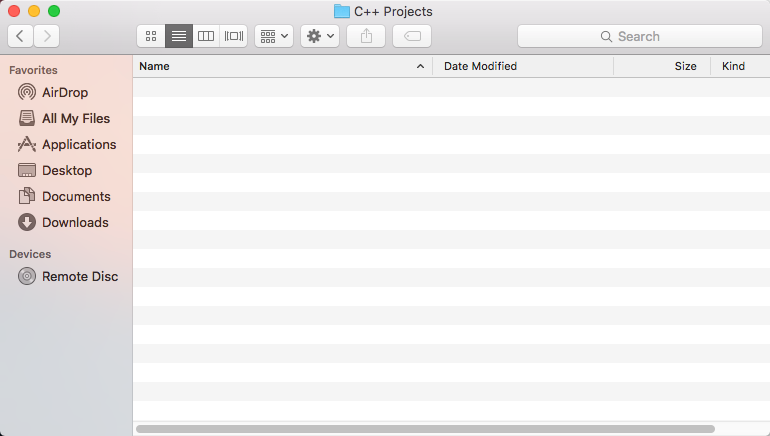 C++ Projects
Search
Favorites
AirDrop
All My Files
Applications
Desktop
Documents
Downloads
Devices
Remote Disc
Name Date Modified Size Kind